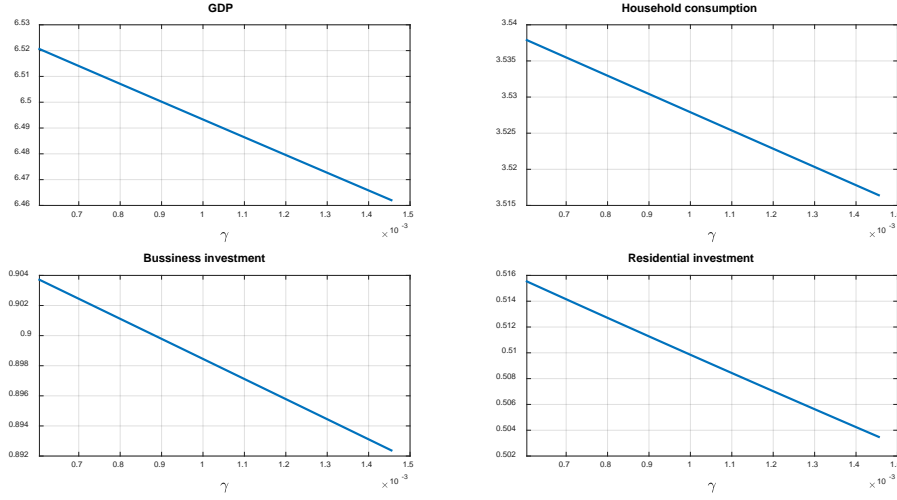 GDP
6.53
6.52
6.51
6.5
6.49
6.48
6.47
6.46
0.7 0.8 0.9 1 1.1 1.2 1.3 1.4 1.5
γ ×10 -3
Household consumption
3.54
3.535
3.53
3.525
3.52
3.515
0.7 0.8 0.9 1 1.1 1.2 1.3 1.4
γ ×10 -3
Bussiness investment
0.904
0.902
0.9
0.898
0.896
0.894
0.892
0.7 0.8 0.9 1 1.1 1.2 1.3 1.4 1.5
γ ×10 -3
Residential investment
0.516
0.514
0.512
0.51
0.508
0.506
0.504
0.502
0.7 0.8 0.9 1 1.1 1.2 1.3 1.4
γ ×10 -3